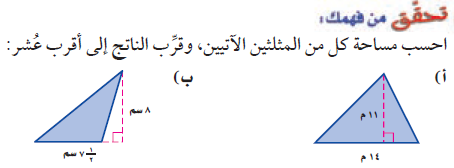 تحقق من فهمك:
احسب مساحة كل من المثلثين الآتيين، وقرِّب الناتج إلى أقرب عُشر:
أ)
١١ م
١٤ م
ب)
٨ سم
٧ ١/٢ سم